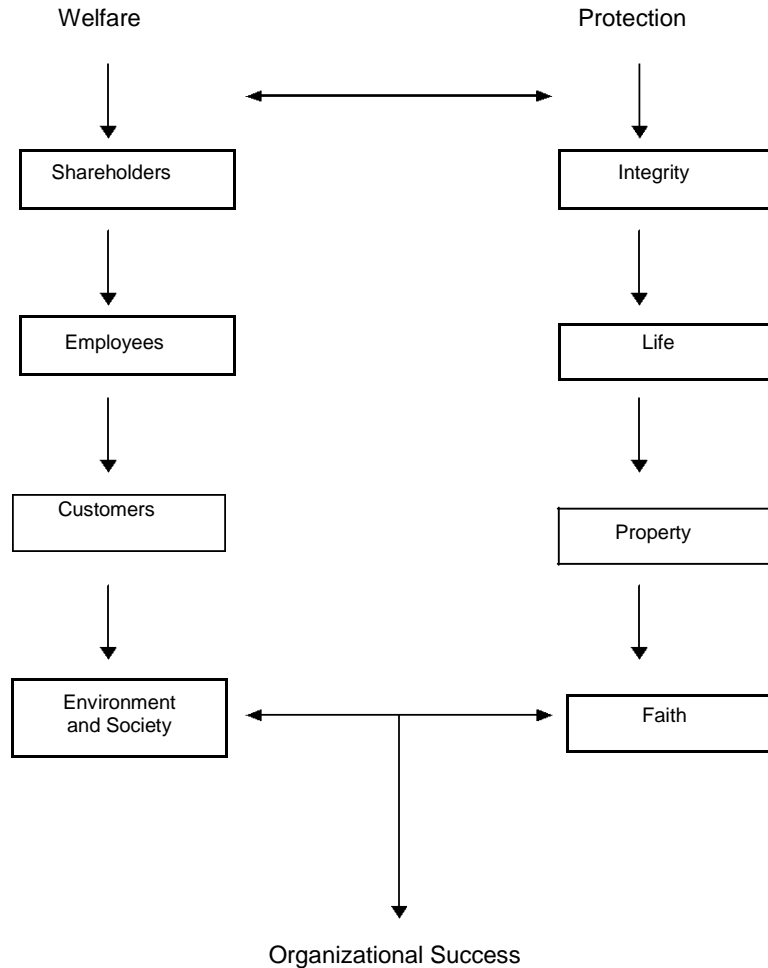 Welfare
Protection
Shareholders
Integrity
Employees
Life
Customers
Property
Environment
and Society
Faith
Organizational Success